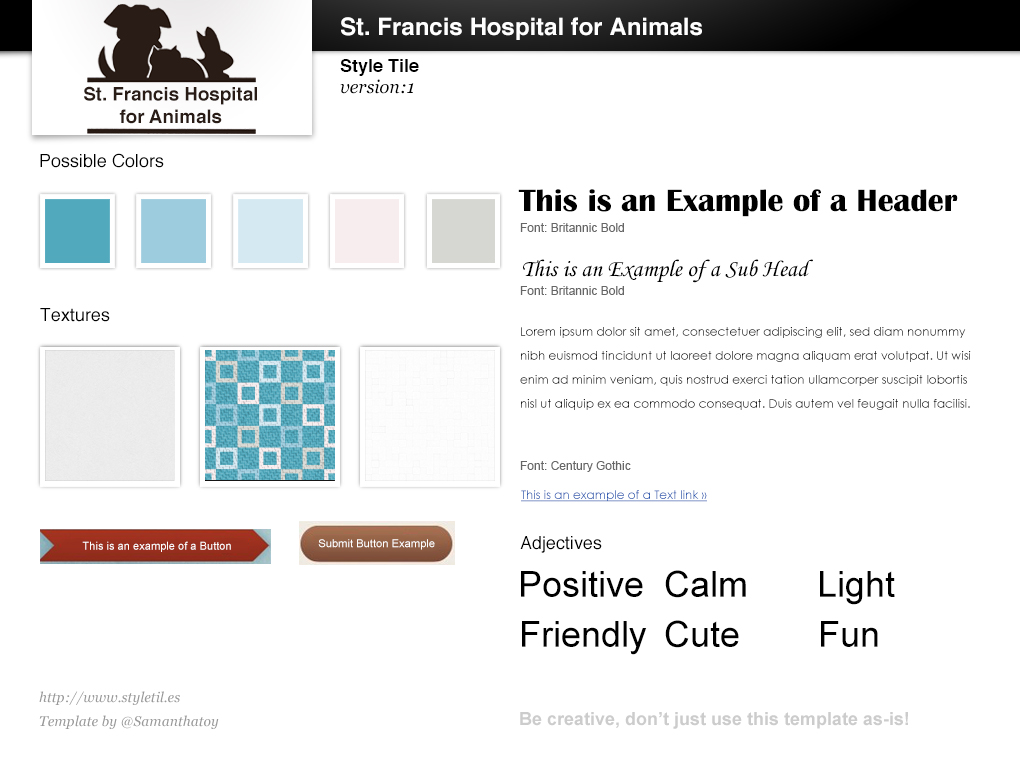 St. Francis Hospital for Animals
St. Francis Hospital
for Animals
Style Tile
version:1
Possible Colors
Textures
This is an example of a Button
Submit Button Example
This is an Example of a Header
Font: Britannic Bold
This is an Example of a Sub Head
Font: Britannic Bold
Lorem ipsum dolor sit amet, consectetuer adipiscing elit, sed diam nonummy
nibh euismod tincidunt ut laoreet dolore magna aliquam erat volutpat. Ut wisi
enim ad minim veniam, quis nostrud exerci tation ullamcorper suscipit lobortis
nisl ut aliquip ex ea commodo consequat. Duis autem vel feugait nulla facilisi.
Font: Century Gothic
This is an example of a Text link »
Adjectives
Positive Calm Light
Friendly Cute Fun
http://www.styletil.es
Template by @Samanthatoy
Be creative, don’t just use this template as-is!